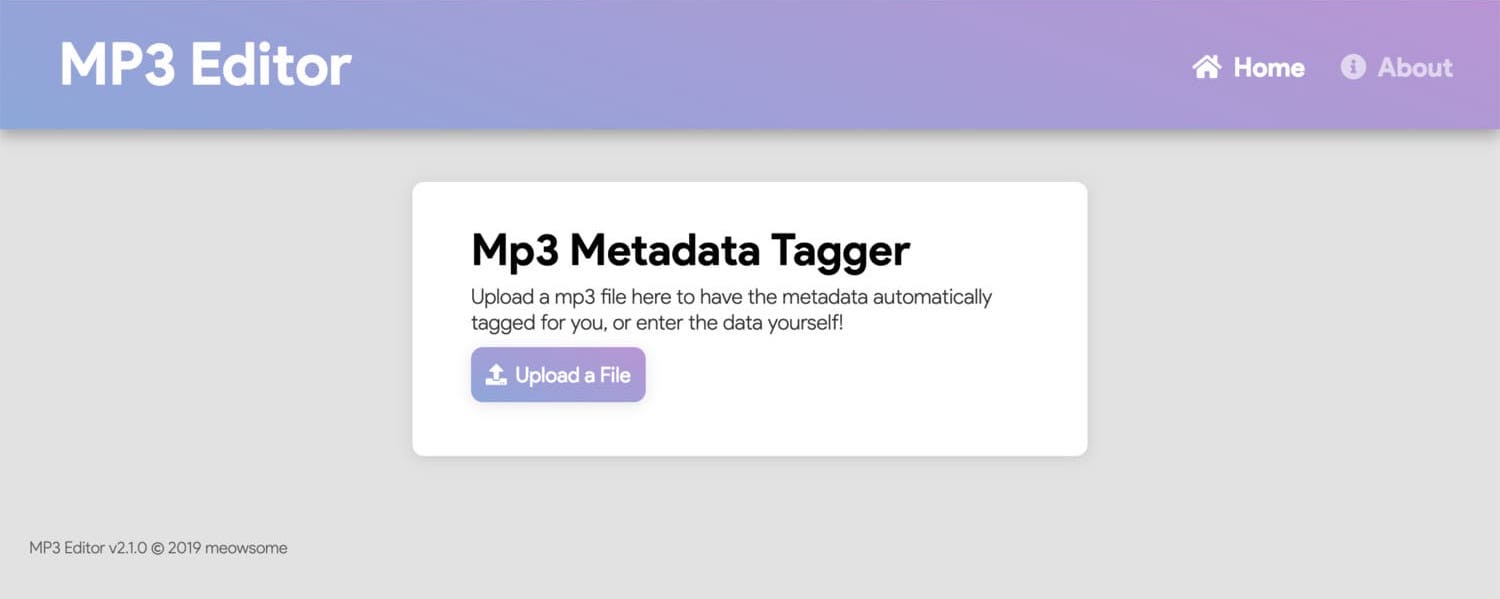 MP3 Editor
Home
About
Mp3 Metadata Tagger
Upload a mp3 file here to have the metadata automatically
tagged for you, or enter the data yourself!
Upload a File
MP3 Editor v2.1.0 © 2019 meowsome